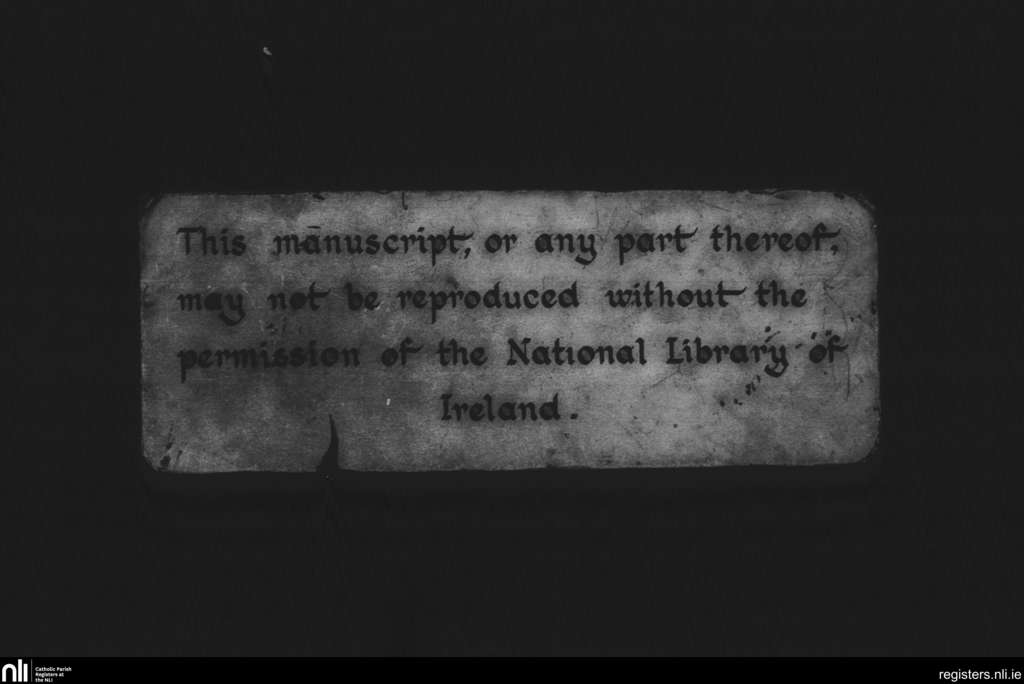 This manuscript, or any part thereof,
may not be reproduced without the
permission of the National Library of
Ireland.
nli
Catholic Parish
Registers at
the NLI
registers.nli.ie